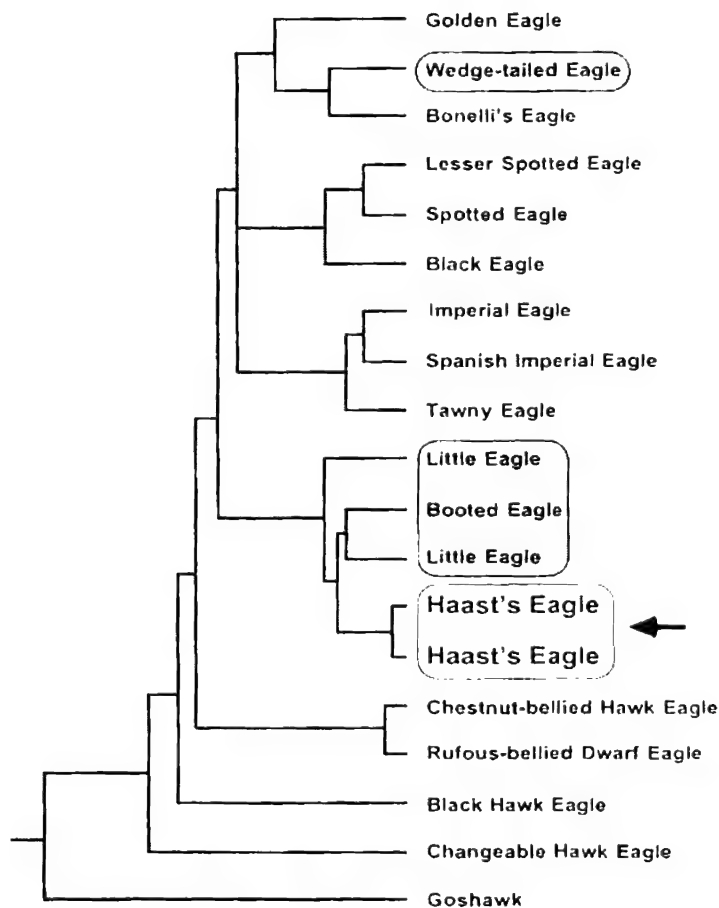 Golden Eagle
Wedge-tailed Eagle
Bonelli's Eagle
Lesser Spotted Eagle
Spotted Eagle
Black Eagle
Imperial Eagle
Spanish Imperial Eagle
Tawny Eagle
Little Eagle
Booted Eagle
Little Eagle
Haast's Eagle
Haast's Eagle
Chestnut-bellied Hawk Eagle
Rufous-bellied Dwarf Eagle
Black Hawk Eagle
Changeable Hawk Eagle
Goshawk